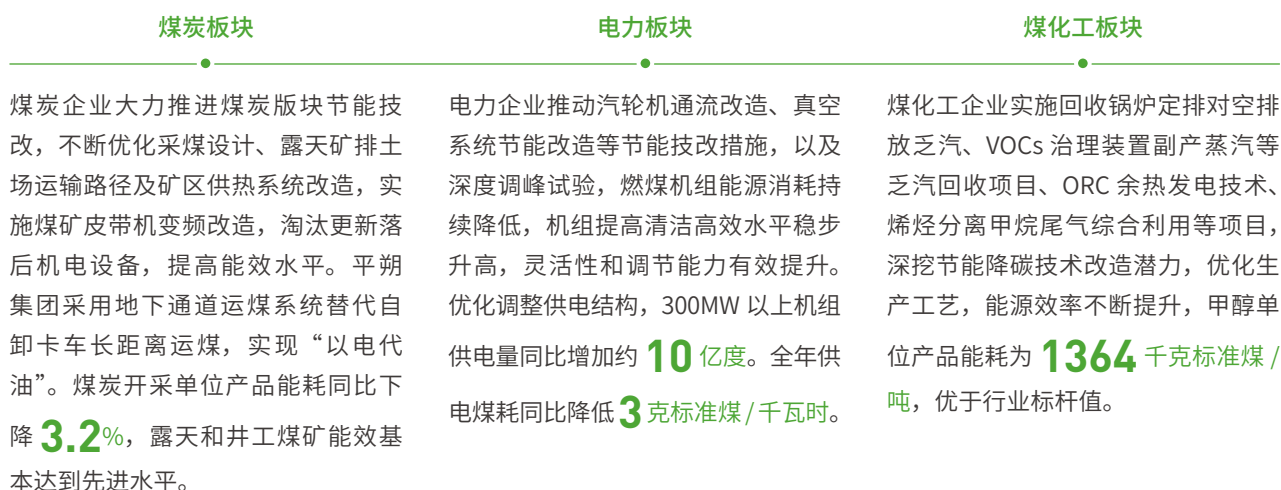 煤炭板块
煤炭企业大力推进煤炭版块节能技
改，不断优化采煤设计、露天矿排土
场运输路径及矿区供热系统改造，实
施煤矿皮带机变频改造，淘汰更新落
后机电设备，提高能效水平。平朔
集团采用地下通道运煤系统替代自
卸卡车长距离运煤，实现“以电代
油”。煤炭开采单位产品能耗同比下
降 3.2%，露天和井工煤矿能效基
本达到先进水平。
电力板块
电力企业推动汽轮机通流改造、真空
系统节能改造等节能技改措施，以及
深度调峰试验，燃煤机组能源消耗持
续降低，机组提高清洁高效水平稳步
升高，灵活性和调节能力有效提升。
优化调整供电结构，300MW 以上机组
供电量同比增加约 10 亿度。全年供
电煤耗同比降低 3 克标准煤 / 千瓦时。
煤化工板块
煤化工企业实施回收锅炉定排对空排
放乏汽、VOCs 治理装置副产蒸汽等
乏汽回收项目、ORC 余热发电技术、
烯烃分离甲烷尾气综合利用等项目，
深挖节能降碳技术改造潜力，优化生
产工艺，能源效率不断提升，甲醇单
位产品能耗为 1364 千克标准煤 /
吨，优于行业标杆值。